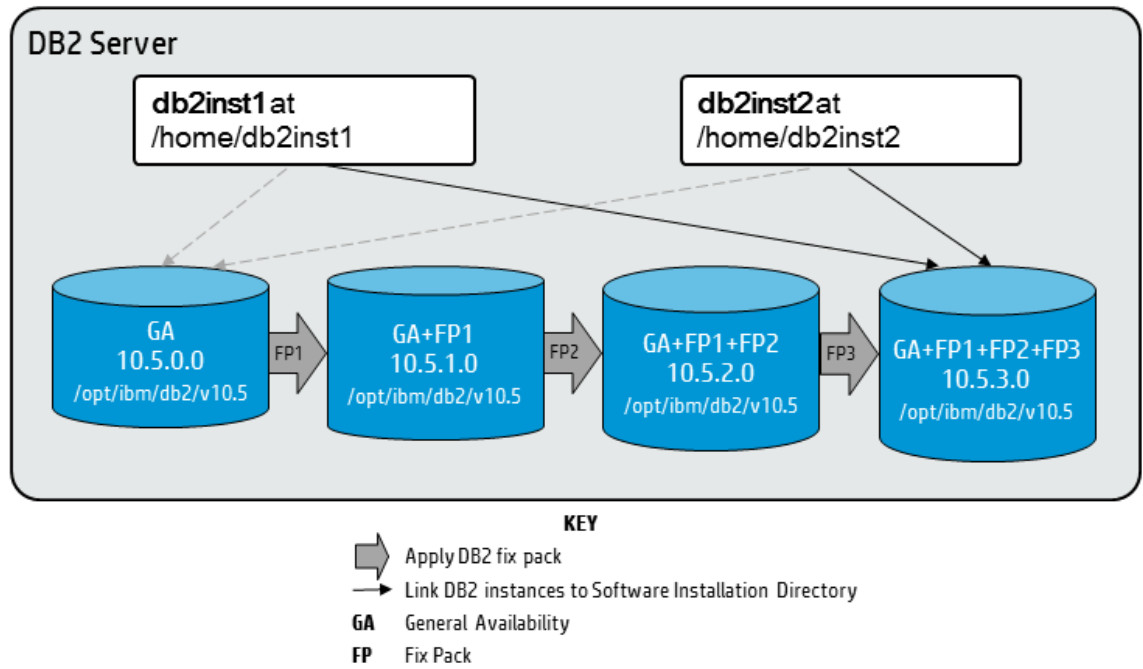 DB2 Server
db2inst1 at
/home/db2inst1
db2inst2 at
/home/db2inst2
GA
10.5.0.0
/opt/ibm/db2/v10.5
FP1
GA+FP1
10.5.1.0
/opt/ibm/db2/v10.5
FP2
GA+FP1+FP2
10.5.2.0
/opt/ibm/db2/v10.5
FP3
GA+FP1+FP2+FP3
10.5.3.0
/opt/ibm/db2/v10.5
KEY
Apply DB2 fix pack
Link DB2 instances to Software Installation Directory
GA General Availability
FP Fix Pack